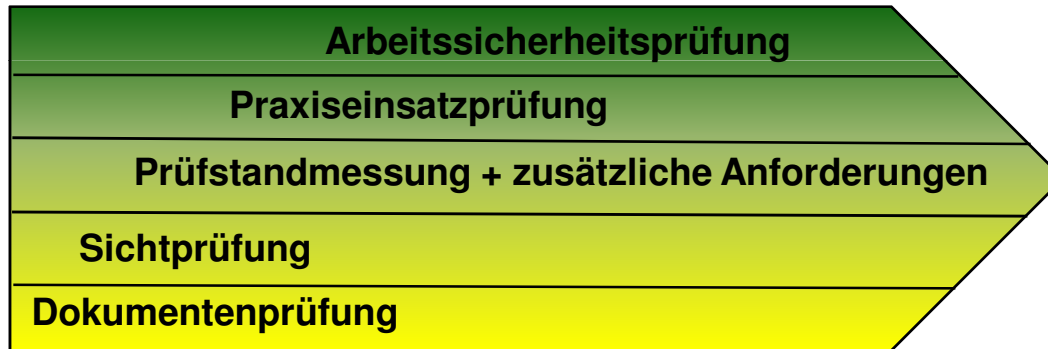 Arbeitssicherheitsprüfung
Praxiseinsatzprüfung
Prüfstandmessung + zusätzliche Anforderungen
Sichtprüfung
Dokumentenprüfung